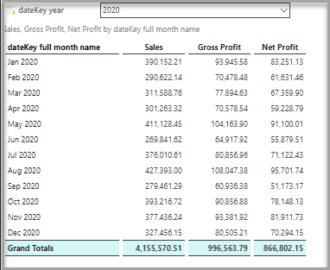 dateKey year 2020
Sales, Gross Profit, Net Profit by dateKey full month name
dateKey full month name Sales Gross Profit Net Profit
Jan 2020 390,152.21 93,945.58 83,251.13
Feb 2020 290,622.14 70,478.48 61,631.46
Mar 2020 311,588.76 77,894.63 67,359.90
Apr 2020 301,263.32 70,578.54 59,228.79
May 2020 411,128.45 104,163.90 91,100.01
Jun 2020 269,841.62 64,917.92 55,879.51
Jul 2020 376,010.61 80,856.96 71,122.43
Aug 2020 427,393.00 108,047.38 95,701.74
Sep 2020 279,461.29 60,936.38 51,173.17
Oct 2020 393,216.72 90,856.88 78,148.13
Nov 2020 377,436.24 93,381.92 81,911.73
Dec 2020 327,456.15 80,505.21 70,294.15
Grand Totals 4,155,570.51 996,563.79 866,802.15